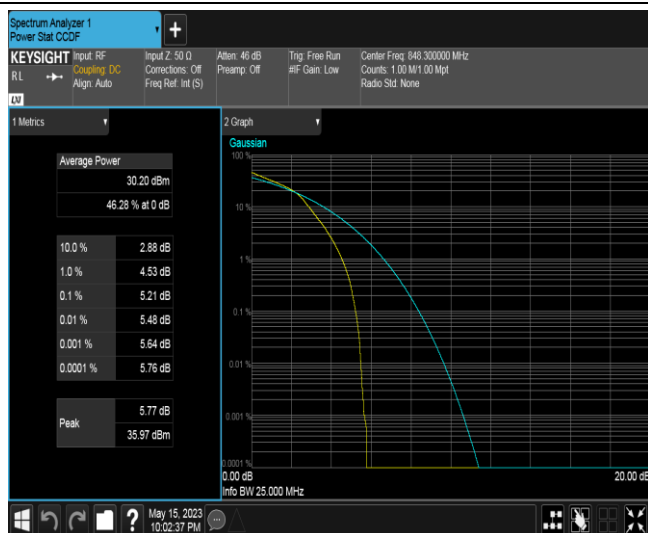 Spectrum Analyzer 1
Power Stat CCDF
+
KEYSIGHT
RL
LXI
Input: RF
Coupling: DC
Align: Auto
Input Z: 50 Ω
Corrections: Off
Freq Ref: Int (S)
Atten: 46 dB
Preamp: Off
Trig: Free Run
#IF Gain: Low
Center Freq: 848.300000 MHz
Counts: 1.00 M/1.00 Mpt
Radio Std: None
1 Metrics
Average Power
30.20 dBm
46.28 % at 0 dB
10.0 % 2.88 dB
1.0 % 4.53 dB
0.1 % 5.21 dB
0.01 % 5.48 dB
0.001 % 5.64 dB
0.0001 % 5.76 dB
Peak
5.77 dB
35.97 dBm
2 Graph
Gaussian
100 %
10 %
1 %
0.1 %
0.01 %
0.001 %
0.0001 %
0.00 dB 20.00 dB
Info BW 25.000 MHz
?
May 15, 2023
10:02:37 PM